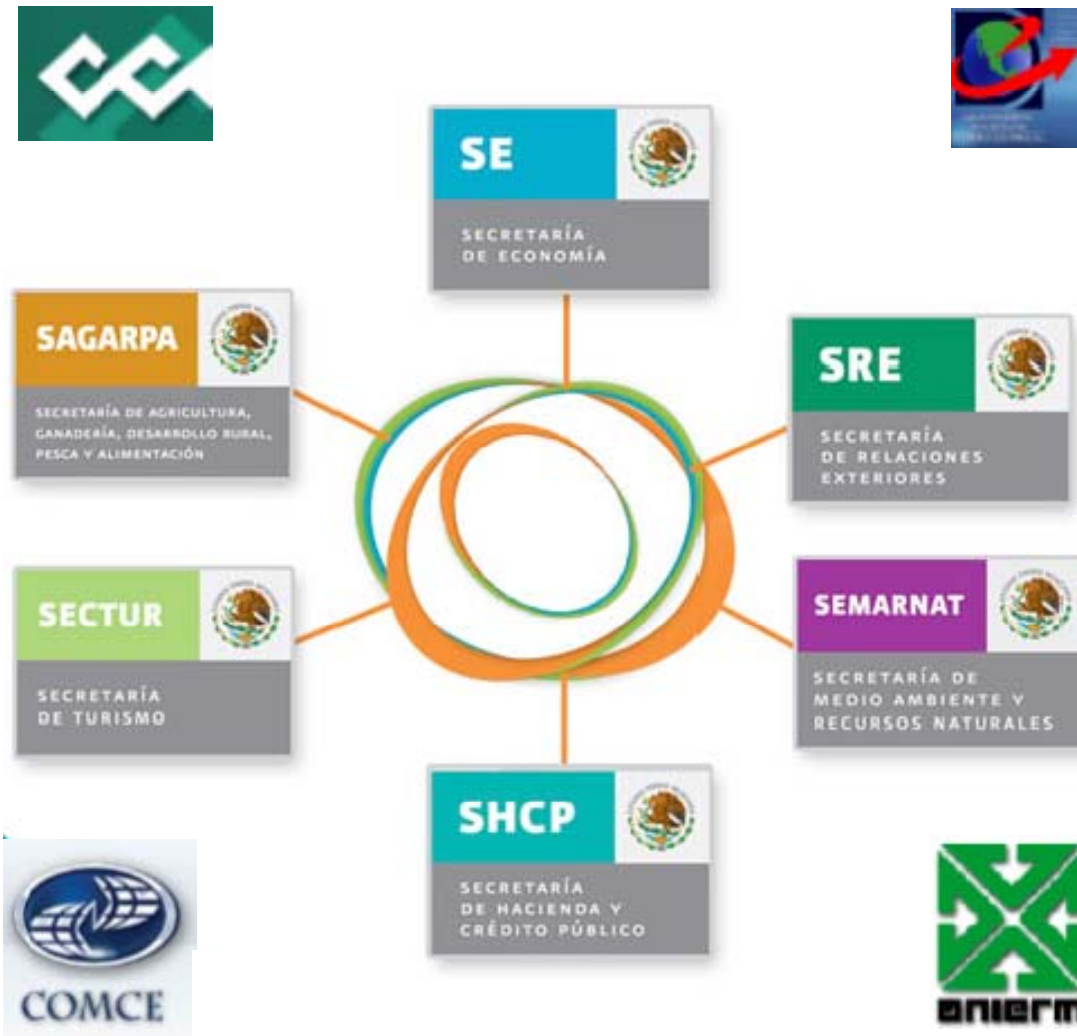 SE
SECRETARÍA
DE ECONOMÍA
SAGARPA
SECRETARÍA DE AGRICULTURA,
GANADERÍA, DESARROLLO RURAL,
PESCA Y ALIMENTACIÓN
SRE
SECRETARÍA
DE RELACIONES
EXTERIORES
SECTUR
SECRETARÍA
DE TURISMO
SEMARNAT
SECRETARÍA DE
MEDIO AMBIENTE Y
RECURSOS NATURALES
SHCP
SECRETARÍA
DE HACIENDA Y
CRÉDITO PÚBLICO
COMCE
anierm